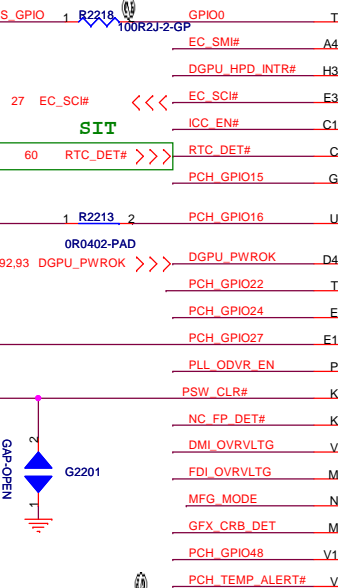 S_GPIO 1 R2218 GPIO0 T
100R2J-2-GP
EC_SMI# A4
DGPU_HPD_INTR# H3
27 EC_SCI# EC_SCI# E3
ICC_EN# C1
SIT
60 RTC_DET# RTC_DET# C
PCH_GPIO15 G
1 R2213 2 PCH_GPIO16 U
0R0402-PAD
92,93 DGPU_PWROK DGPU_PWROK D4
PCH_GPIO22 T
PCH_GPIO24 E
PCH_GPIO27 E1
PLL_ODVR_EN P
PSW_CLR# K
NC_FP_DET# K
2 DMI_OVRVLTG V
GAP-OPEN G2201 FDI_OVRVLTG M
1 MFG_MODE N
GFX_CRB_DET M
PCH_GPIO48 V1
PCH_TEMP_ALERT# V